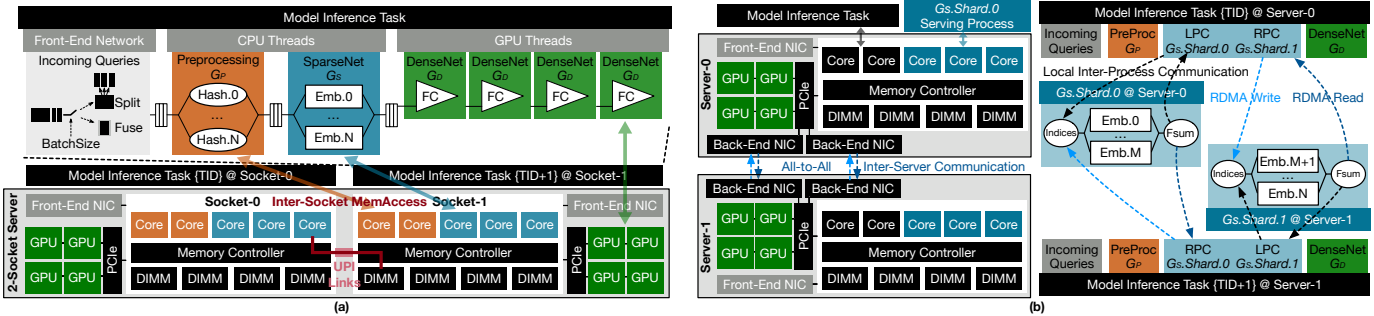 Model Inference Task
Front-End Network
CPU Threads
GPU Threads
Incoming Queries
Split
Fuse
BatchSize
Preprocessing
GP
Hash.0
...
Hash.N
SparseNet
GS
Emb.0
...
Emb.N
DenseNet DenseNet DenseNet DenseNet
GD GD GD GD
FC FC FC FC
Model Inference Task {TID} @ Socket-0
Model Inference Task {TID+1} @ Socket-1
2-Socket Server
Front-End NIC
Socket-0
Inter-Socket MemAccess
Socket-1
Front-End NIC
Core Core Core Core Core
Core Core Core Core Core
GPU GPU
GPU GPU
PCIe
Memory Controller
Memory Controller
DIMM DIMM DIMM DIMM
UPI
Links
DIMM DIMM DIMM DIMM
PCIe
GPU GPU
GPU GPU
(a)
Model Inference Task
Gs.Shard.0
Serving Process
Server-0
Front-End NIC
GPU GPU
GPU GPU
PCIe
Core Core Core Core Core
Memory Controller
DIMM DIMM DIMM DIMM
Back-End NIC Back-End NIC
All-to-All
Inter-Server Communication
Server-1
Back-End NIC Back-End NIC
GPU GPU
GPU GPU
PCIe
Core Core Core Core Core
Memory Controller
DIMM DIMM DIMM DIMM
Front-End NIC
Model Inference Task {TID} @ Server-0
Incoming
Queries
PreProc
GP
LPC
Gs.Shard.0
RPC
Gs.Shard.1
DenseNet
GD
Local Inter-Process Communication
Gs.Shard.0 @ Server-0
RDMA Write
RDMA Read
Indices
Emb.0
...
Emb.M
Fsum
Indices
Emb.M+1
...
Emb.N
Fsum
Gs.Shard.1 @ Server-1
Incoming
Queries
PreProc
GP
RPC
Gs.Shard.0
LPC
Gs.Shard.1
DenseNet
GD
Model Inference Task {TID+1} @ Server-1
(b)